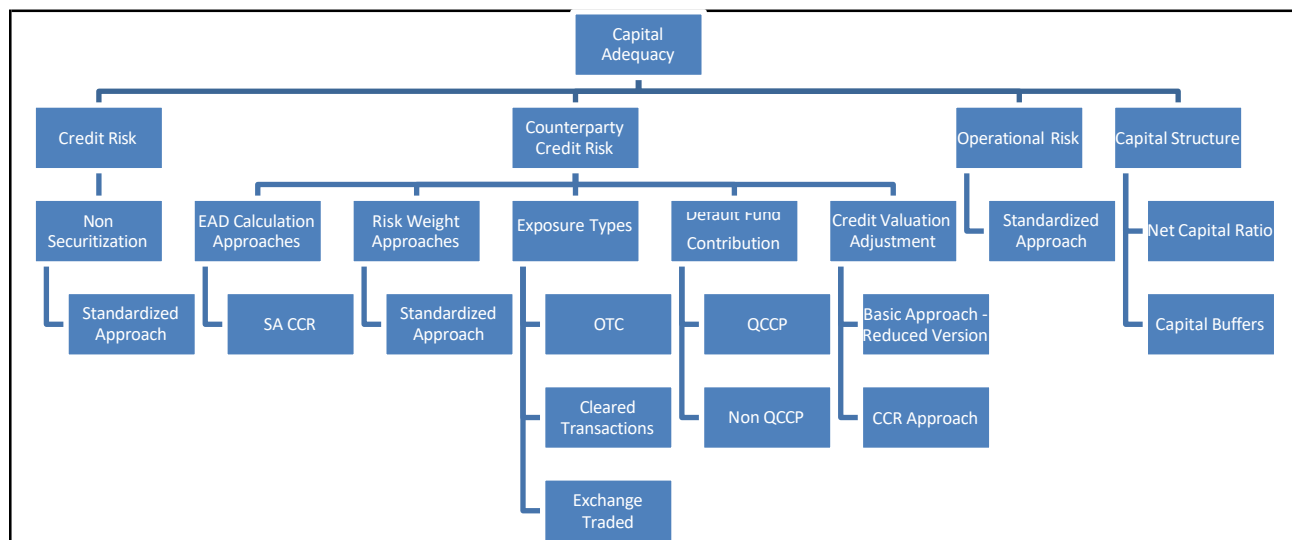 Capital
Adequacy
Credit Risk
Counterparty
Credit Risk
Operational Risk
Capital Structure
Non
Securitization
EAD Calculation
Approaches
Risk Weight
Approaches
Exposure Types
Default Fund
Contribution
Credit Valuation
Adjustment
Standardized
Approach
Net Capital Ratio
Standardized
Approach
SA CCR
Standardized
Approach
OTC
QCCP
Basic Approach -
Reduced Version
Capital Buffers
Cleared
Transactions
Non QCCP
CCR Approach
Exchange
Traded